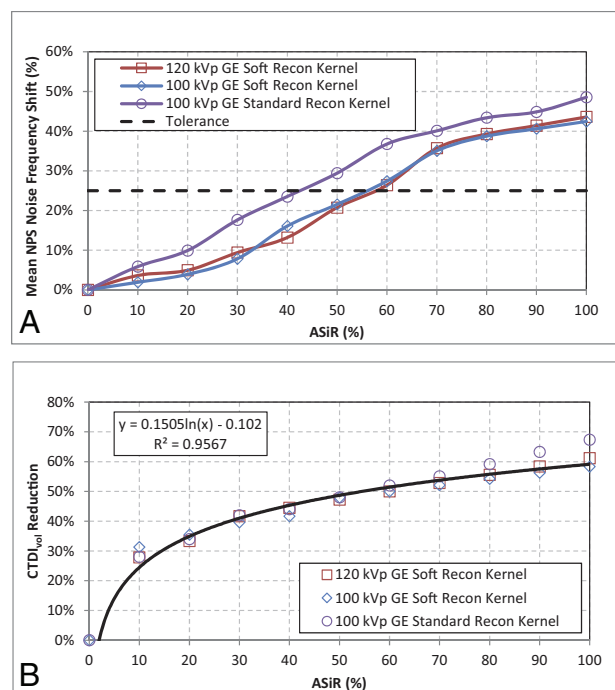 60%
50%
40%
30%
20%
10%
0%
Mean NPS Noise Frequency Shift (%)
120 kVp GE Soft Recon Kernel
100 kVp GE Soft Recon Kernel
100 kVp GE Standard Recon Kernel
Tolerance
0 10 20 30 40 50 60 70 80 90 100
ASiR (%)
A
80%
70%
60%
50%
40%
30%
20%
10%
0%
CTDIvol Reduction
y = 0.1505ln(x) - 0.102
R² = 0.9567
120 kVp GE Soft Recon Kernel
100 kVp GE Soft Recon Kernel
100 kVp GE Standard Recon Kernel
0 10 20 30 40 50 60 70 80 90 100
ASiR (%)
B